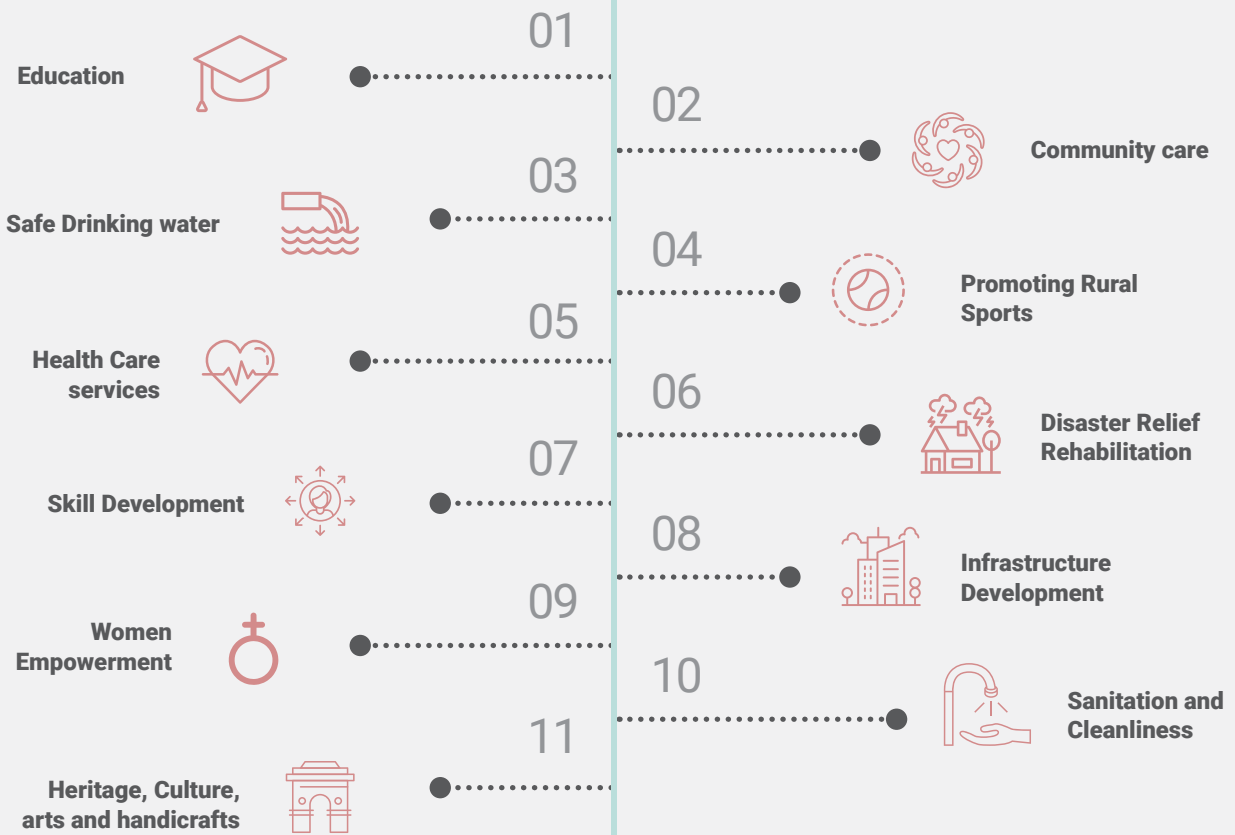 01
Education
02
Community care
03
Safe Drinking water
04
Promoting Rural
Sports
05
Health Care
services
06
Disaster Relief
Rehabilitation
07
Skill Development
08
Infrastructure
Development
09
Women
Empowerment
10
Sanitation and
Cleanliness
11
Heritage, Culture,
arts and handicrafts